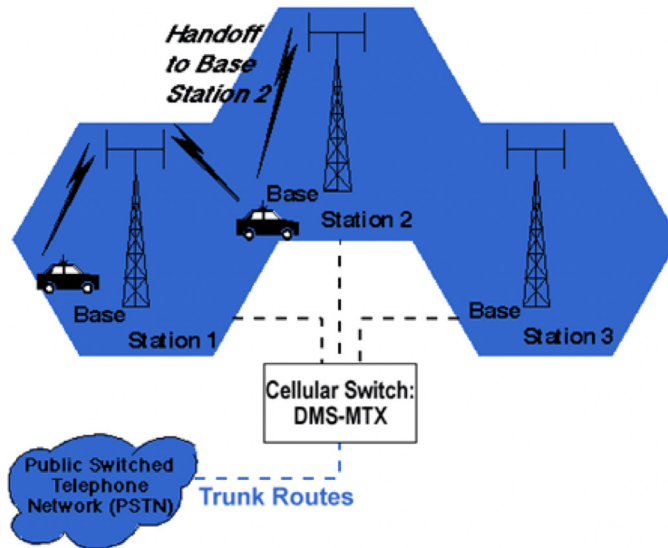 Handoff
to Base
Station 2
Base
Station 2
Base
Station 1
Base
Station 3
Cellular Switch:
DMS-MTX
Public Switched
Telephone
Network (PSTN)
Trunk Routes